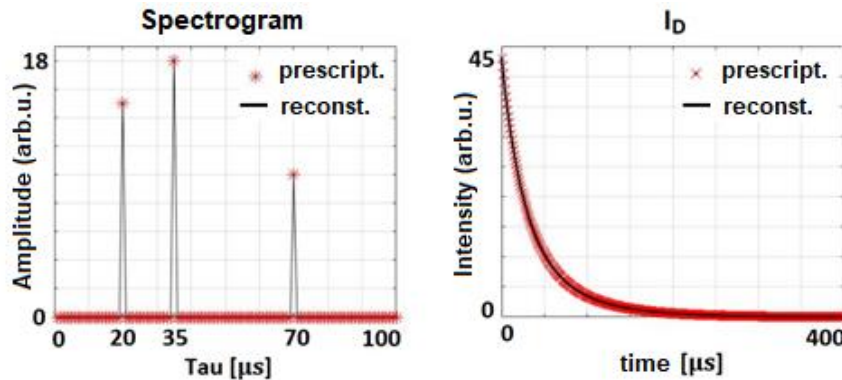 Spectrogram
18
prescript.
reconst.
Amplitude (arb.u.)
0
0
20
35
70
100
Tau [μs]
I_D
45
prescript.
reconst.
Intensity (arb.u.)
0
0
400
time [μs]